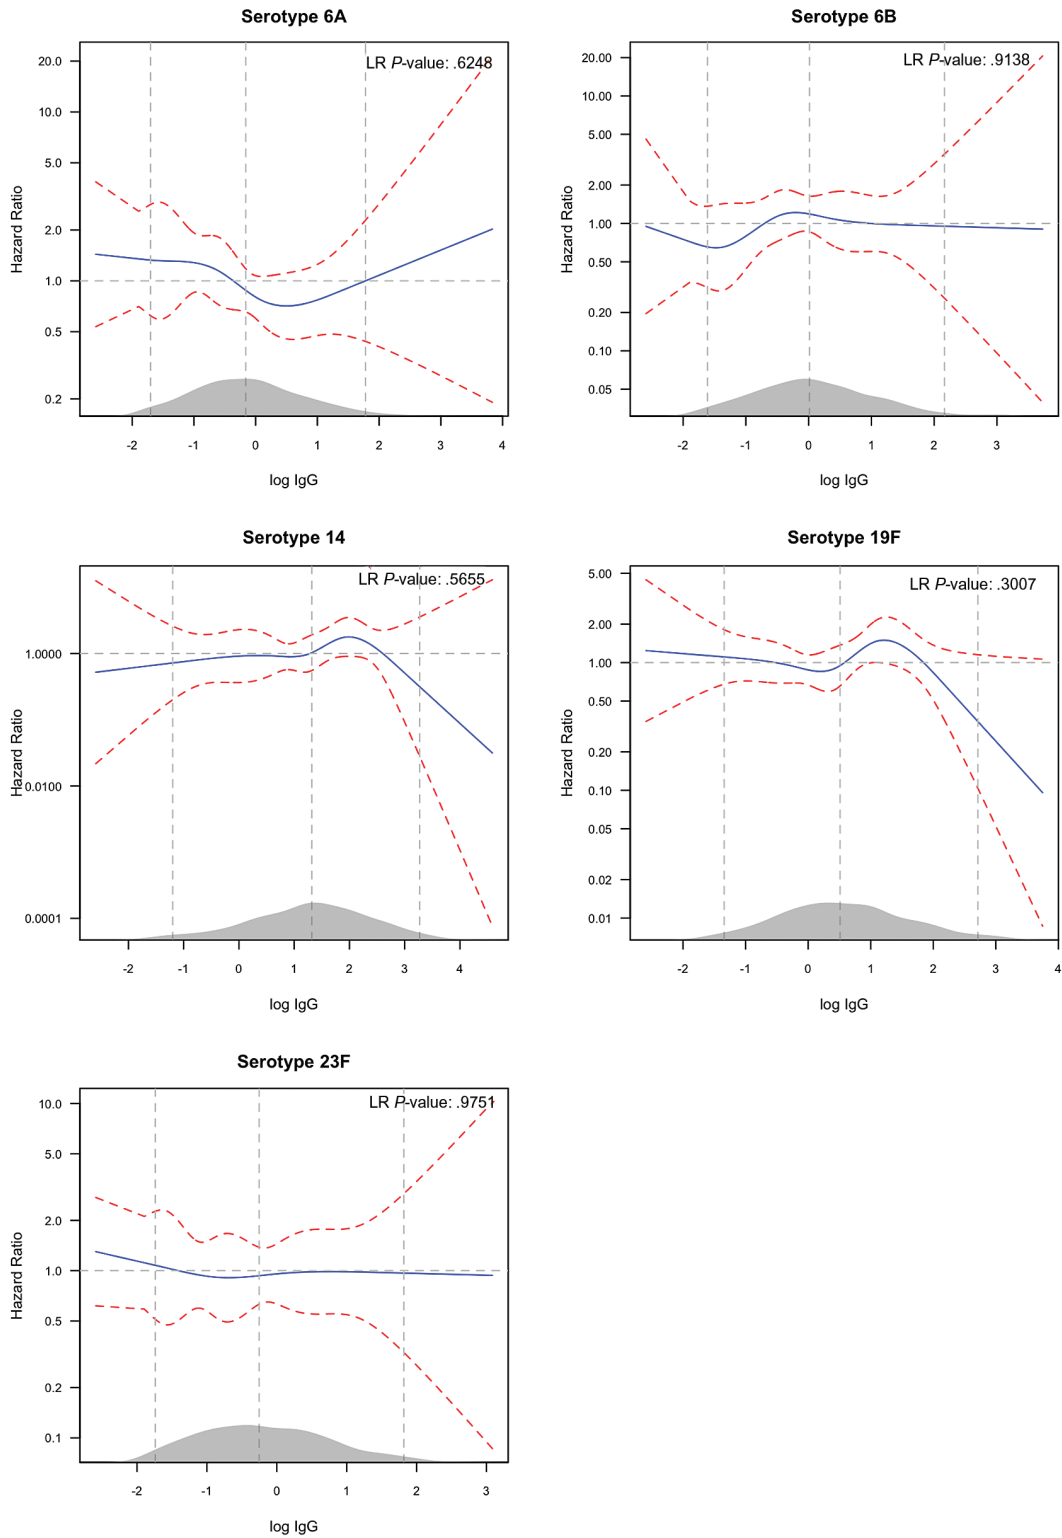 Serotype 6A
LR P-value: .6248
20.0
10.0
5.0
2.0
1.0
0.5
0.2
Hazard Ratio
-2 -1 0 1 2 3 4
log IgG
Serotype 6B
LR P-value: .9138
20.00
10.00
5.00
2.00
1.00
0.50
0.20
0.10
0.05
Hazard Ratio
-2 -1 0 1 2 3
log IgG
Serotype 14
LR P-value: .5655
1.0000
0.0100
0.0001
Hazard Ratio
-2 -1 0 1 2 3 4
log IgG
Serotype 19F
LR P-value: .3007
5.00
2.00
1.00
0.50
0.20
0.10
0.05
0.02
0.01
Hazard Ratio
-2 -1 0 1 2 3 4
log IgG
Serotype 23F
LR P-value: .9751
10.0
5.0
2.0
1.0
0.5
0.2
0.1
Hazard Ratio
-2 -1 0 1 2 3
log IgG